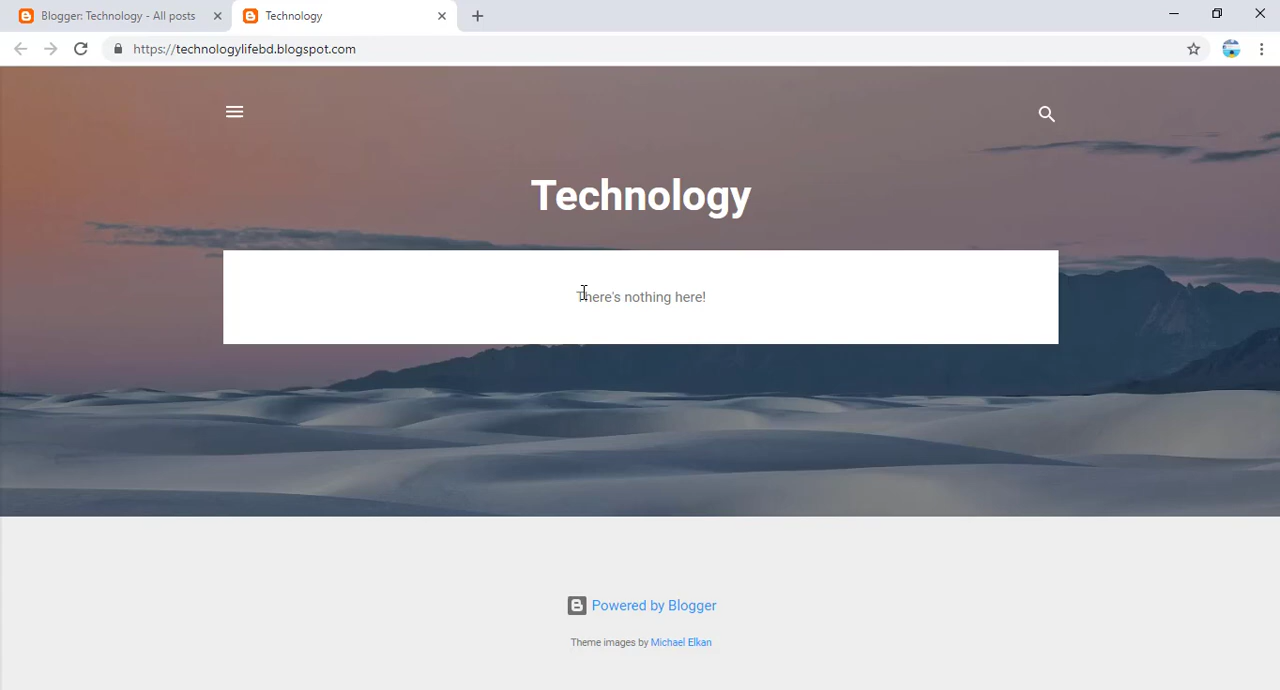 Blogger: Technology - All posts
Technology
https://technologylifebd.blogspot.com
Technology
There's nothing here!
Powered by Blogger
Theme images by Michael Elkan